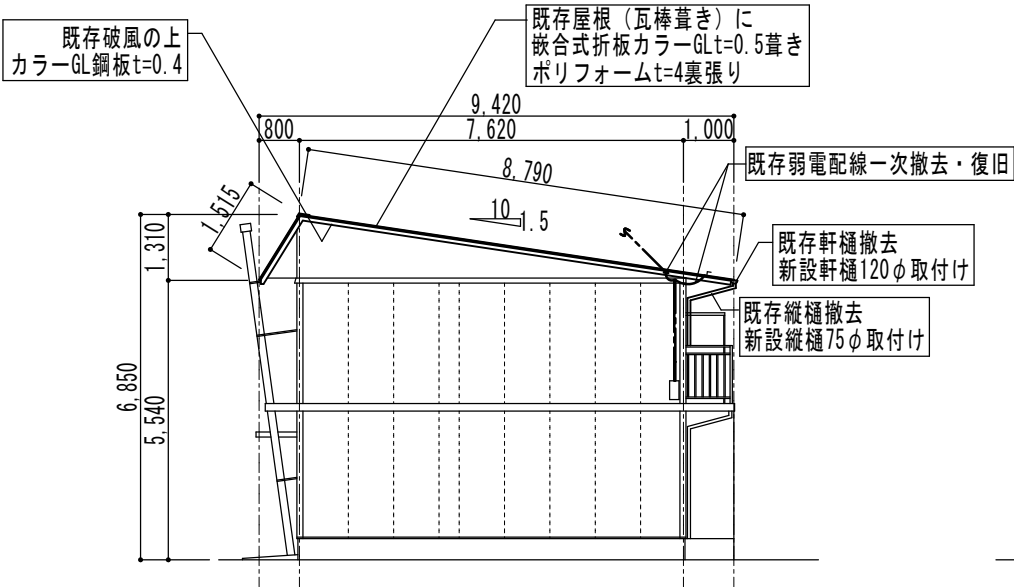 既存破風の上
カラーGL鋼板t=0.4
既存屋根（瓦棒葺き）に
嵌合式折板カラーGLt=0.5葺き
ポリフォームt=4裏張り
9,420
800
7,620
1,000
8,790
既存弱電配線一次撤去・復旧
1,515
10
1.5
1,310
既存軒樋撤去
新設軒樋120φ取付け
既存縦樋撤去
新設縦樋75φ取付け
6,850
5,540